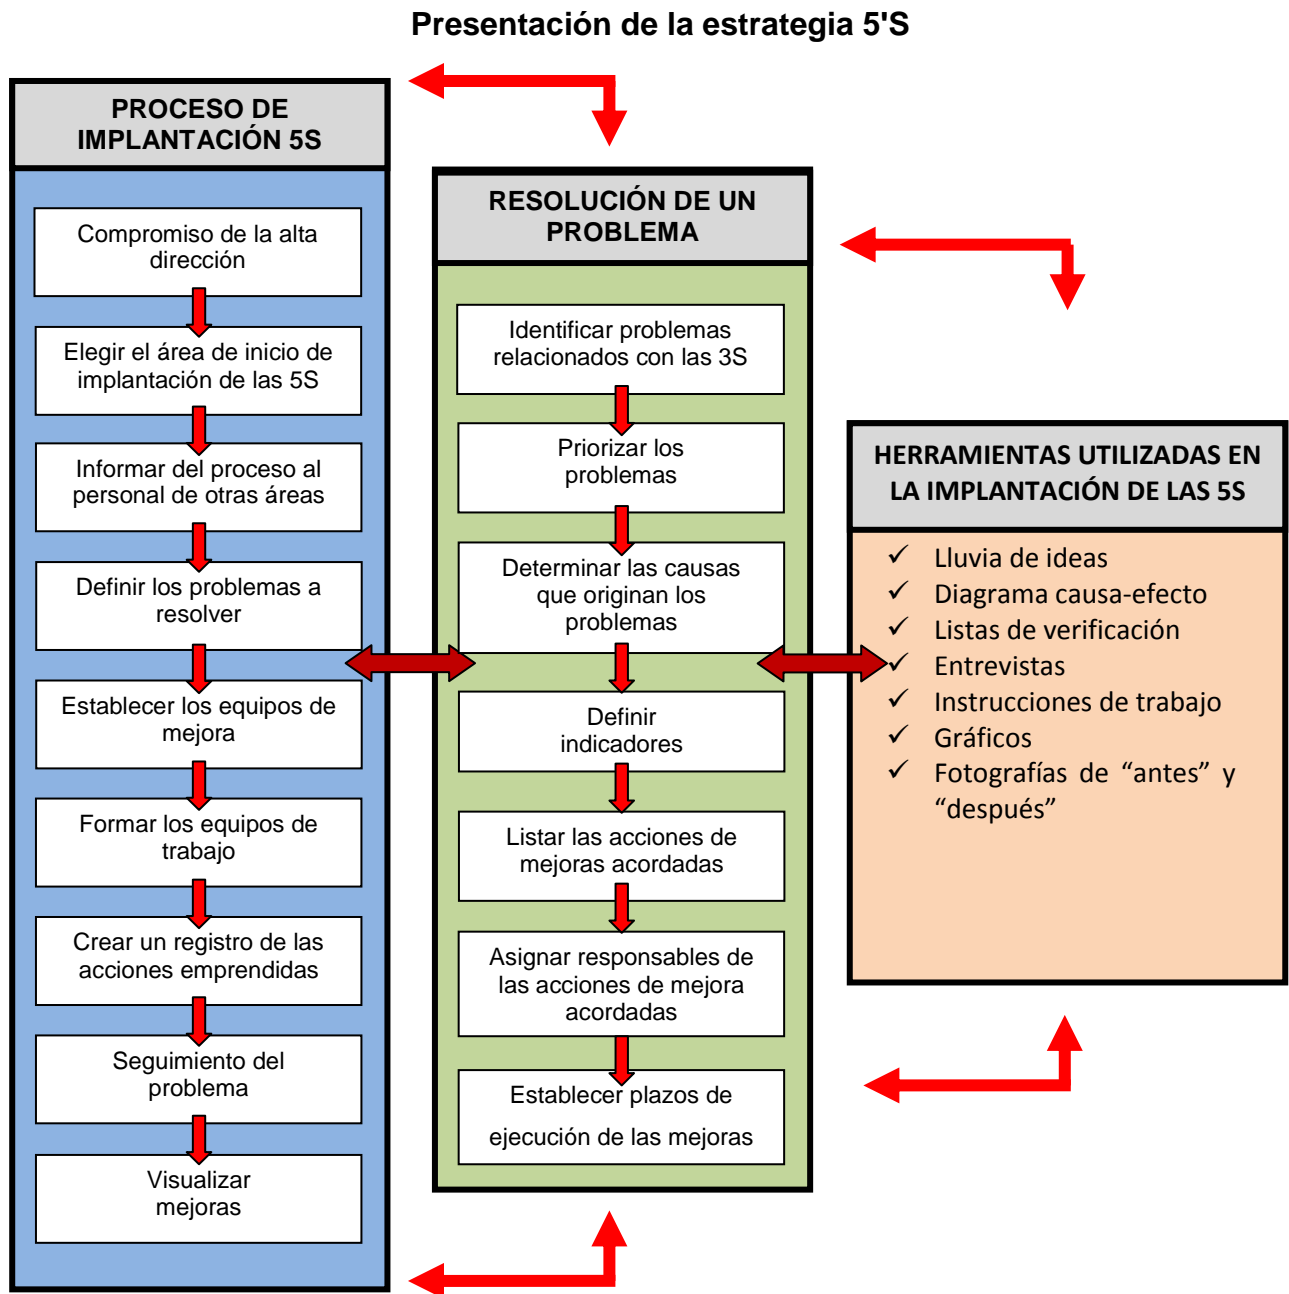 Presentación de la estrategia 5'S
PROCESO DE
IMPLANTACIÓN 5S
Compromiso de la alta
dirección
Elegir el área de inicio de
implantación de las 5S
Informar del proceso al
personal de otras áreas
Definir los problemas a
resolver
Establecer los equipos de
mejora
Formar los equipos de
trabajo
Crear un registro de las
acciones emprendidas
Seguimiento del
problema
Visualizar
mejoras
RESOLUCIÓN DE UN
PROBLEMA
Identificar problemas
relacionados con las 3S
Priorizar los
problemas
Determinar las causas
que originan los
problemas
Definir
indicadores
Listar las acciones de
mejoras acordadas
Asignar responsables de
las acciones de mejora
acordadas
Establecer plazos de
ejecución de las mejoras
HERRAMIENTAS UTILIZADAS EN
LA IMPLANTACIÓN DE LAS 5S
✓ Lluvia de ideas
✓ Diagrama causa-efecto
✓ Listas de verificación
✓ Entrevistas
✓ Instrucciones de trabajo
✓ Gráficos
✓ Fotografías de “antes” y
“después”